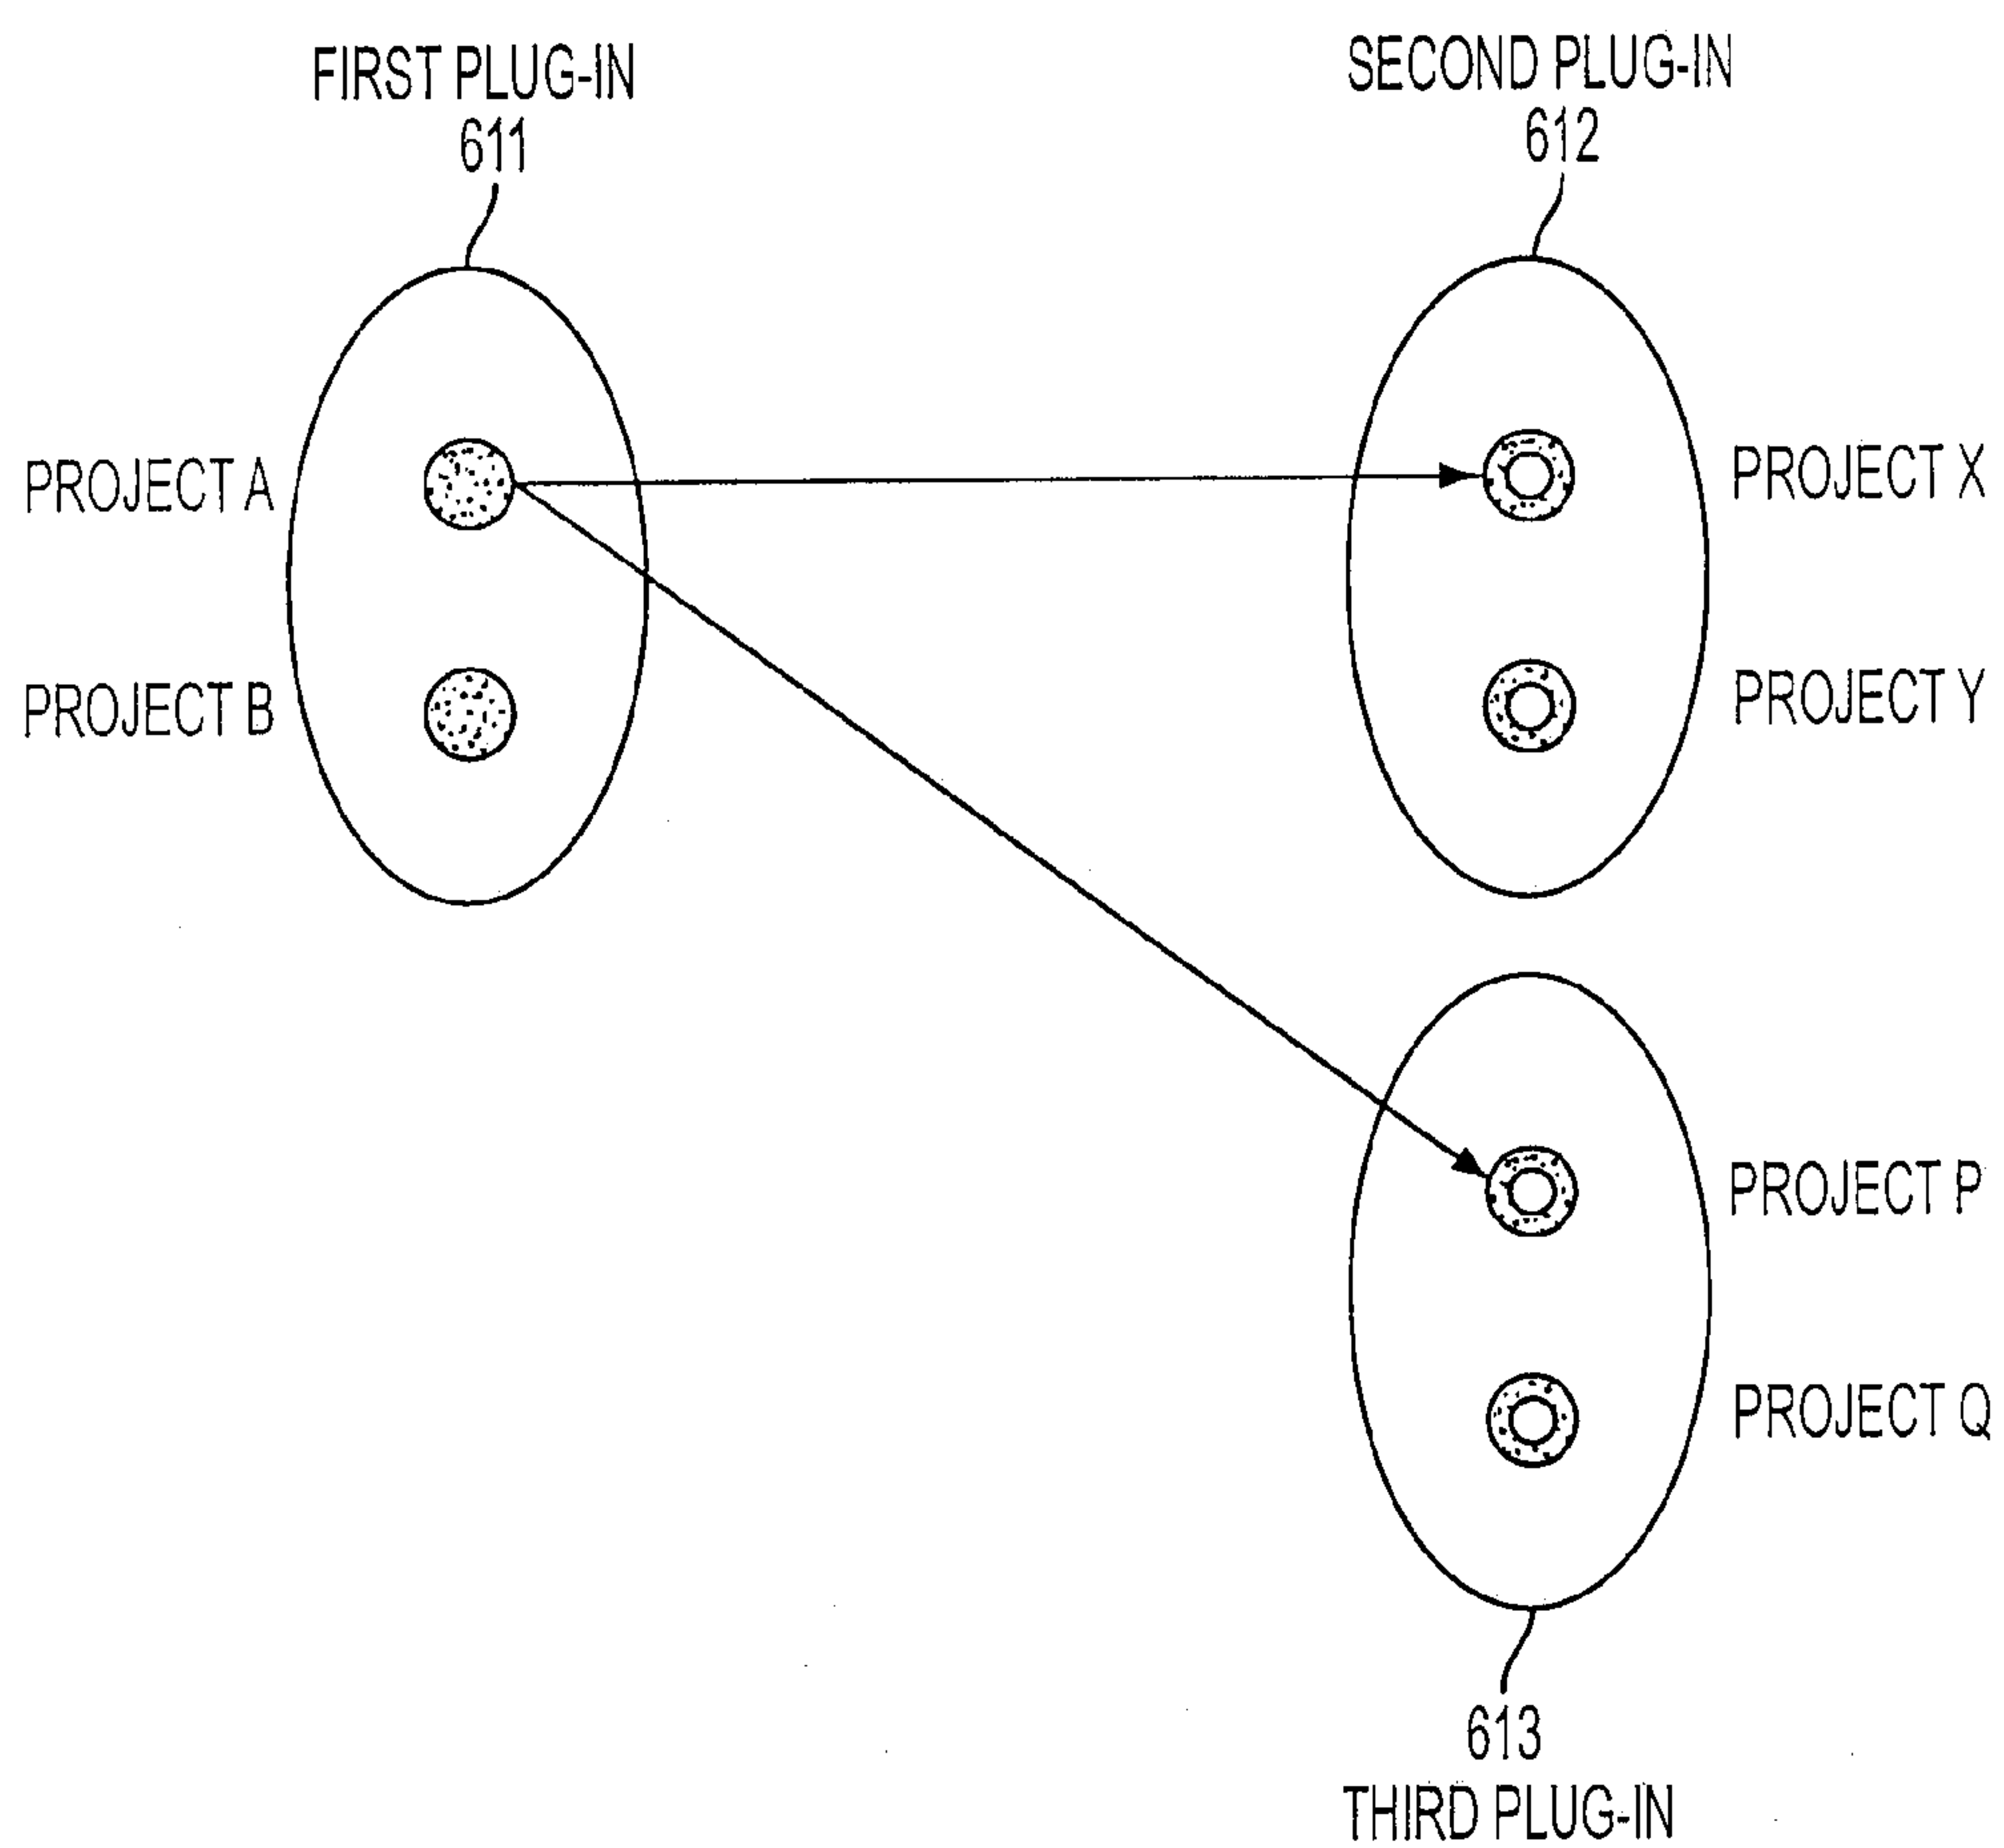 FIRST PLUG-IN
611
SECOND PLUG-IN
612
PROJECT A
PROJECT X
PROJECT B
PROJECT Y
PROJECT P
PROJECT Q
613
THIRD PLUG-IN